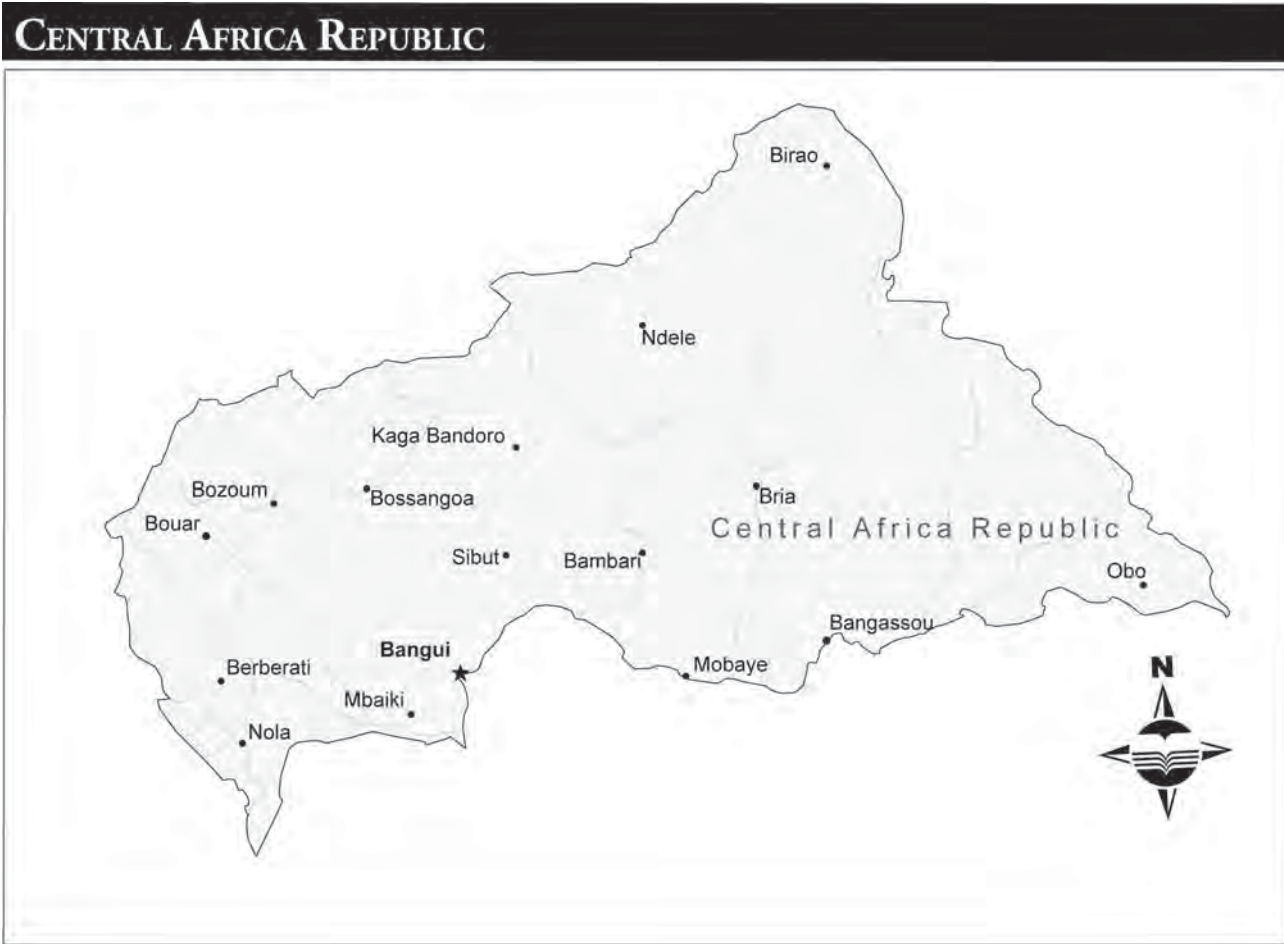 CENTRAL AFRICA REPUBLIC
Birao
Ndele
Kaga Bandoro
Bozoum
Bossangoa
Bria
Bouar
Central Africa Republic
Sibut
Bambari
Obo
Bangassou
Bangui
Berberati
Mobaye
N
Mbaiki
Nola